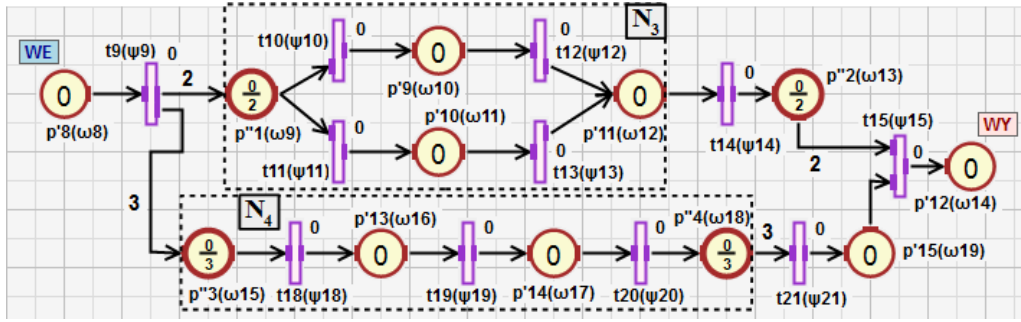 WE
t9(ψ9)
0
0
p'8(ω8)
2
3
0
2
p''1(ω9)
N3
t10(ψ10)
0
0
p'9(ω10)
0
t12(ψ12)
t11(ψ11)
0
p'10(ω11)
0
0
t13(ψ13)
0
p'11(ω12)
0
t14(ψ14)
p''2(ω13)
0
2
2
t15(ψ15)
0
WY
0
p'12(ω14)
N4
0
3
p''3(ω15)
0
t18(ψ18)
p'13(ω16)
0
0
t19(ψ19)
0
p'14(ω17)
0
t20(ψ20)
p''4(ω18)
0
3
3
0
t21(ψ21)
0
p'15(ω19)